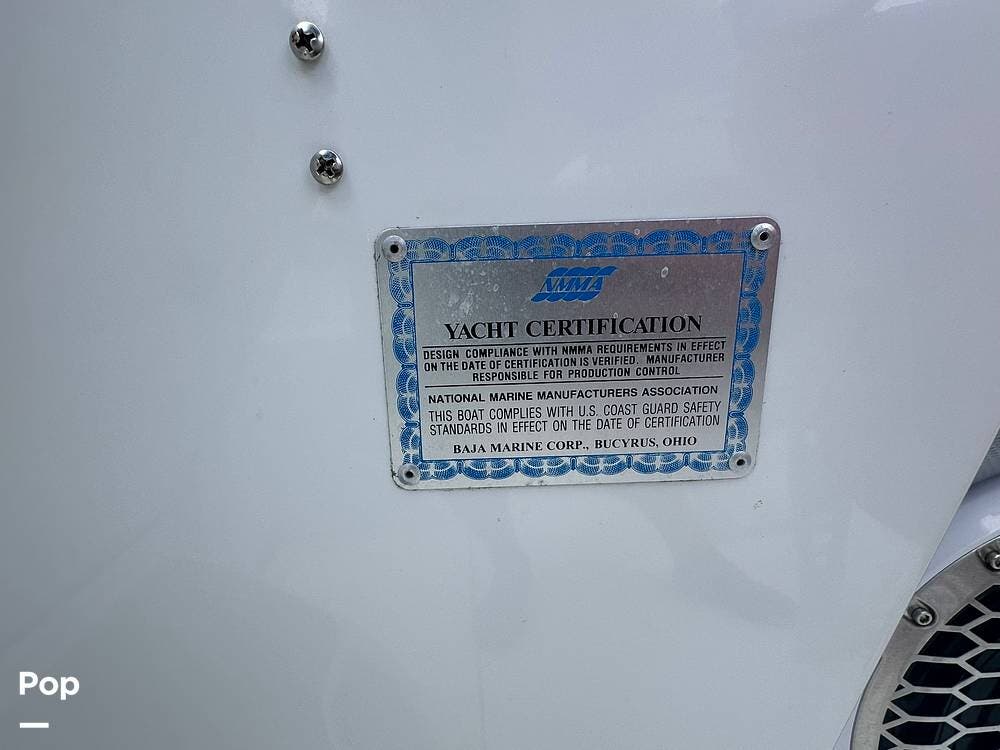 NMMA
YACHT CERTIFICATION
DESIGN COMPLIANCE WITH NMMA REQUIREMENTS IN EFFECT
ON THE DATE OF CERTIFICATION IS VERIFIED. MANUFACTURER
RESPONSIBLE FOR PRODUCTION CONTROL
NATIONAL MARINE MANUFACTURERS ASSOCIATION
THIS BOAT COMPLIES WITH U.S. COAST GUARD SAFETY
STANDARDS IN EFFECT ON THE DATE OF CERTIFICATION
BAJA MARINE CORP., BUCYRUS, OHIO
Pop